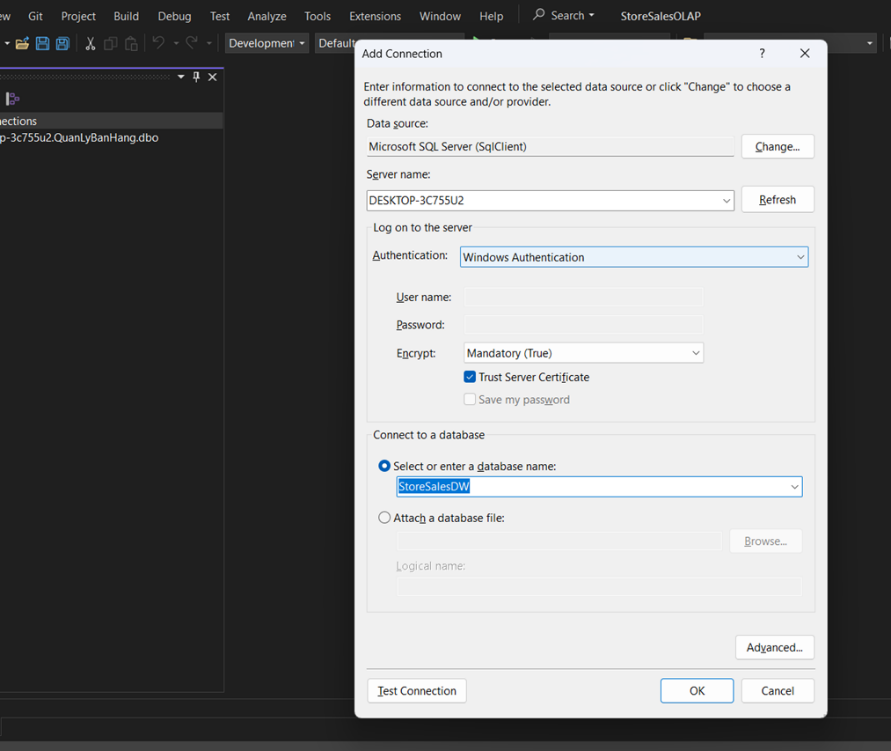 ew Git Project Build Debug Test Analyze Tools Extensions Window Help Search StoreSalesOLAP
Development Default
Add Connection ?
Enter information to connect to the selected data source or click "Change" to choose a
different data source and/or provider.
Data source:
Microsoft SQL Server (SqlClient) Change...
Server name:
DESKTOP-3C755U2 Refresh
Log on to the server
Authentication: Windows Authentication
User name:
Password:
Encrypt: Mandatory (True)
Trust Server Certificate
Save my password
Connect to a database
Select or enter a database name:
StoreSalesDW
Attach a database file:
Browse...
Logical name:
Advanced...
Test Connection OK Cancel
nections
p-3c755u2.QuanLyBanHang.dbo